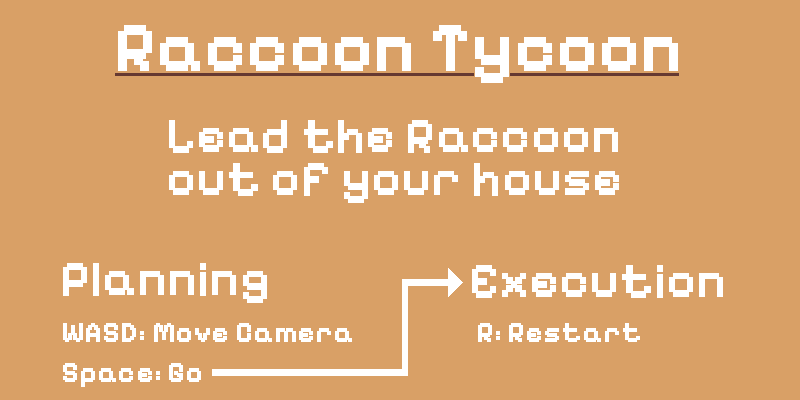 Raccoon Tycoon
Lead the Raccoon
out of your house
Planning
WASD: Move Camera
Space: Go
Execution
R: Restart